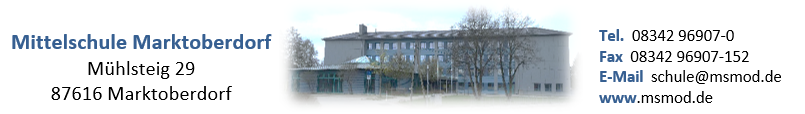 Mittelschule Marktoberdorf
Mühlsteig 29
87616 Marktoberdorf
Tel. 08342 96907-0
Fax 08342 96907-152
E-Mail schule@msmod.de
www.msmod.de